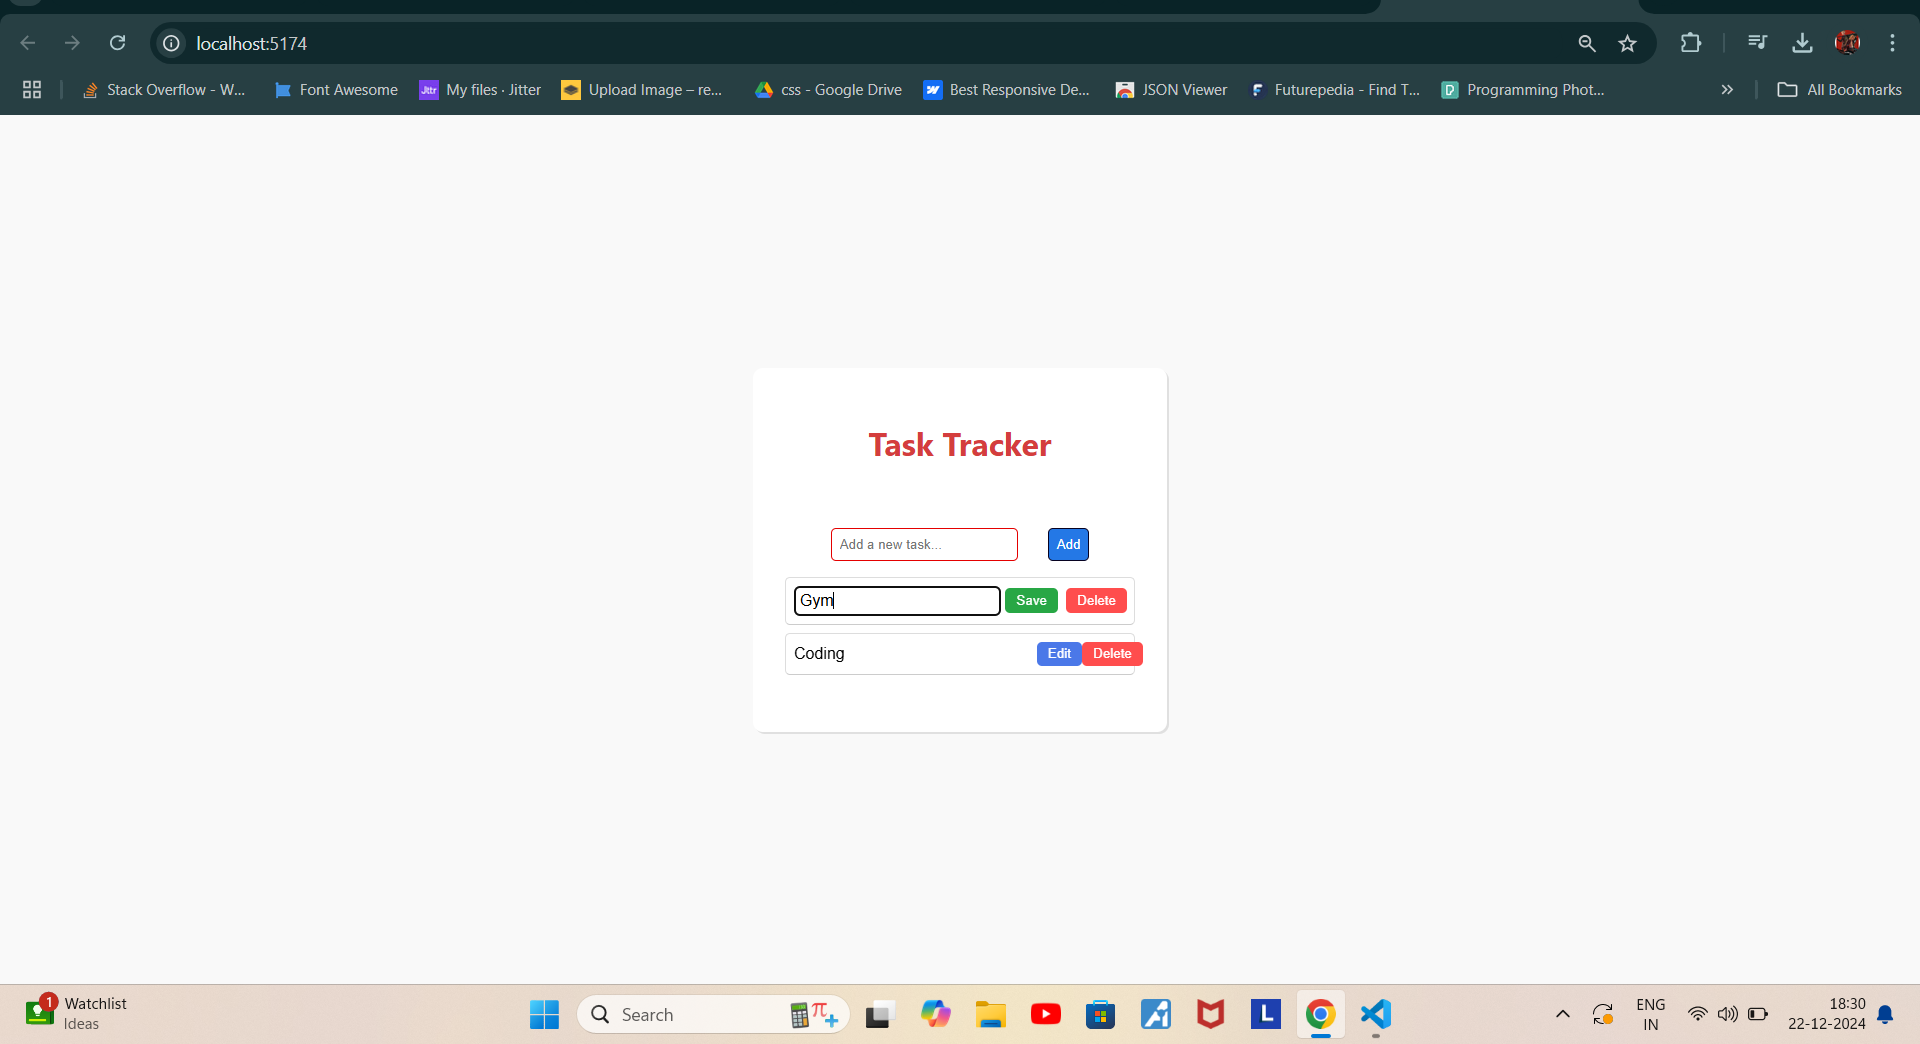 localhost:5174
Stack Overflow - W...
Font Awesome
Jittr
My files · Jitter
Upload Image – re...
css - Google Drive
Best Responsive De...
JSON Viewer
Futurepedia - Find T...
Programming Phot...
All Bookmarks
Task Tracker
Add a new task...
Add
Gym
Save
Delete
Coding
Edit
Delete
1
Watchlist
Ideas
Search
L
ENG
IN
18:30
22-12-2024